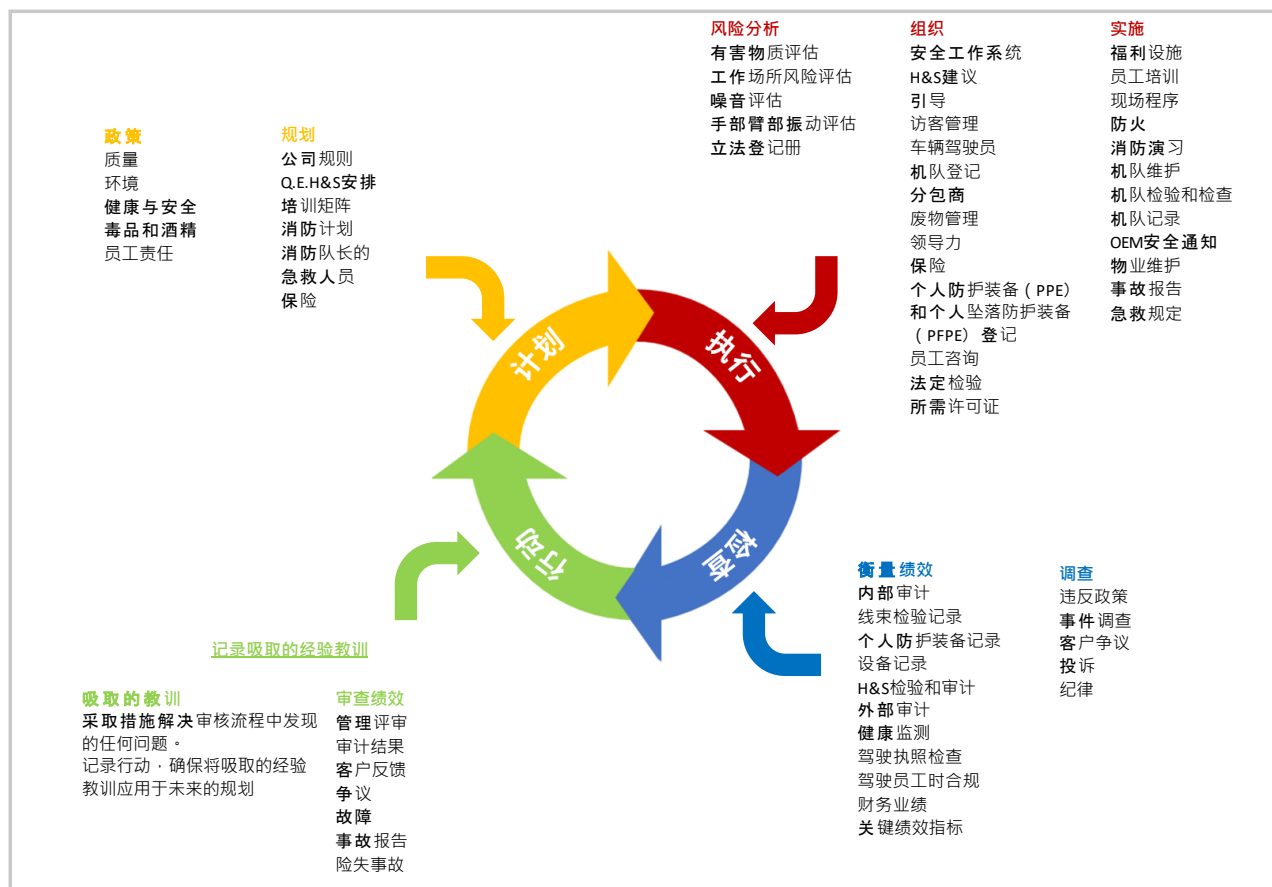 风险分析
有害物质评估
工作场所风险评估
噪音评估
手部臂部振动评估
立法登记册
组织
安全工作系统
H&S建议
引导
访客管理
车辆驾驶员
机队登记
分包商
废物管理
领导力
保险
个人防护装备（PPE）
和个人坠落防护装备
（PFPE）登记
员工咨询
法定检验
所需许可证
实施
福利设施
员工培训
现场程序
防火
消防演习
机队维护
机队检验和检查
机队记录
OEM安全通知
物业维护
事故报告
急救规定
政策
质量
环境
健康与安全
毒品和酒精
员工责任
规划
公司规则
Q.E.H&S安排
培训矩阵
消防计划
消防队长的
急救人员
保险
计划
执行
检查
行动
衡量绩效
内部审计
线束检验记录
个人防护装备记录
设备记录
H&S检验和审计
外部审计
健康监测
驾驶执照检查
驾驶员工时合规
财务业绩
关键绩效指标
调查
违反政策
事件调查
客户争议
投诉
纪律
记录吸取的经验教训
吸取的教训
采取措施解决审核流程中发现
的任何问题。
记录行动，确保将吸取的经验
教训应用于未来的规划
审查绩效
管理评审
审计结果
客户反馈
争议
故障
事故报告
险失事故